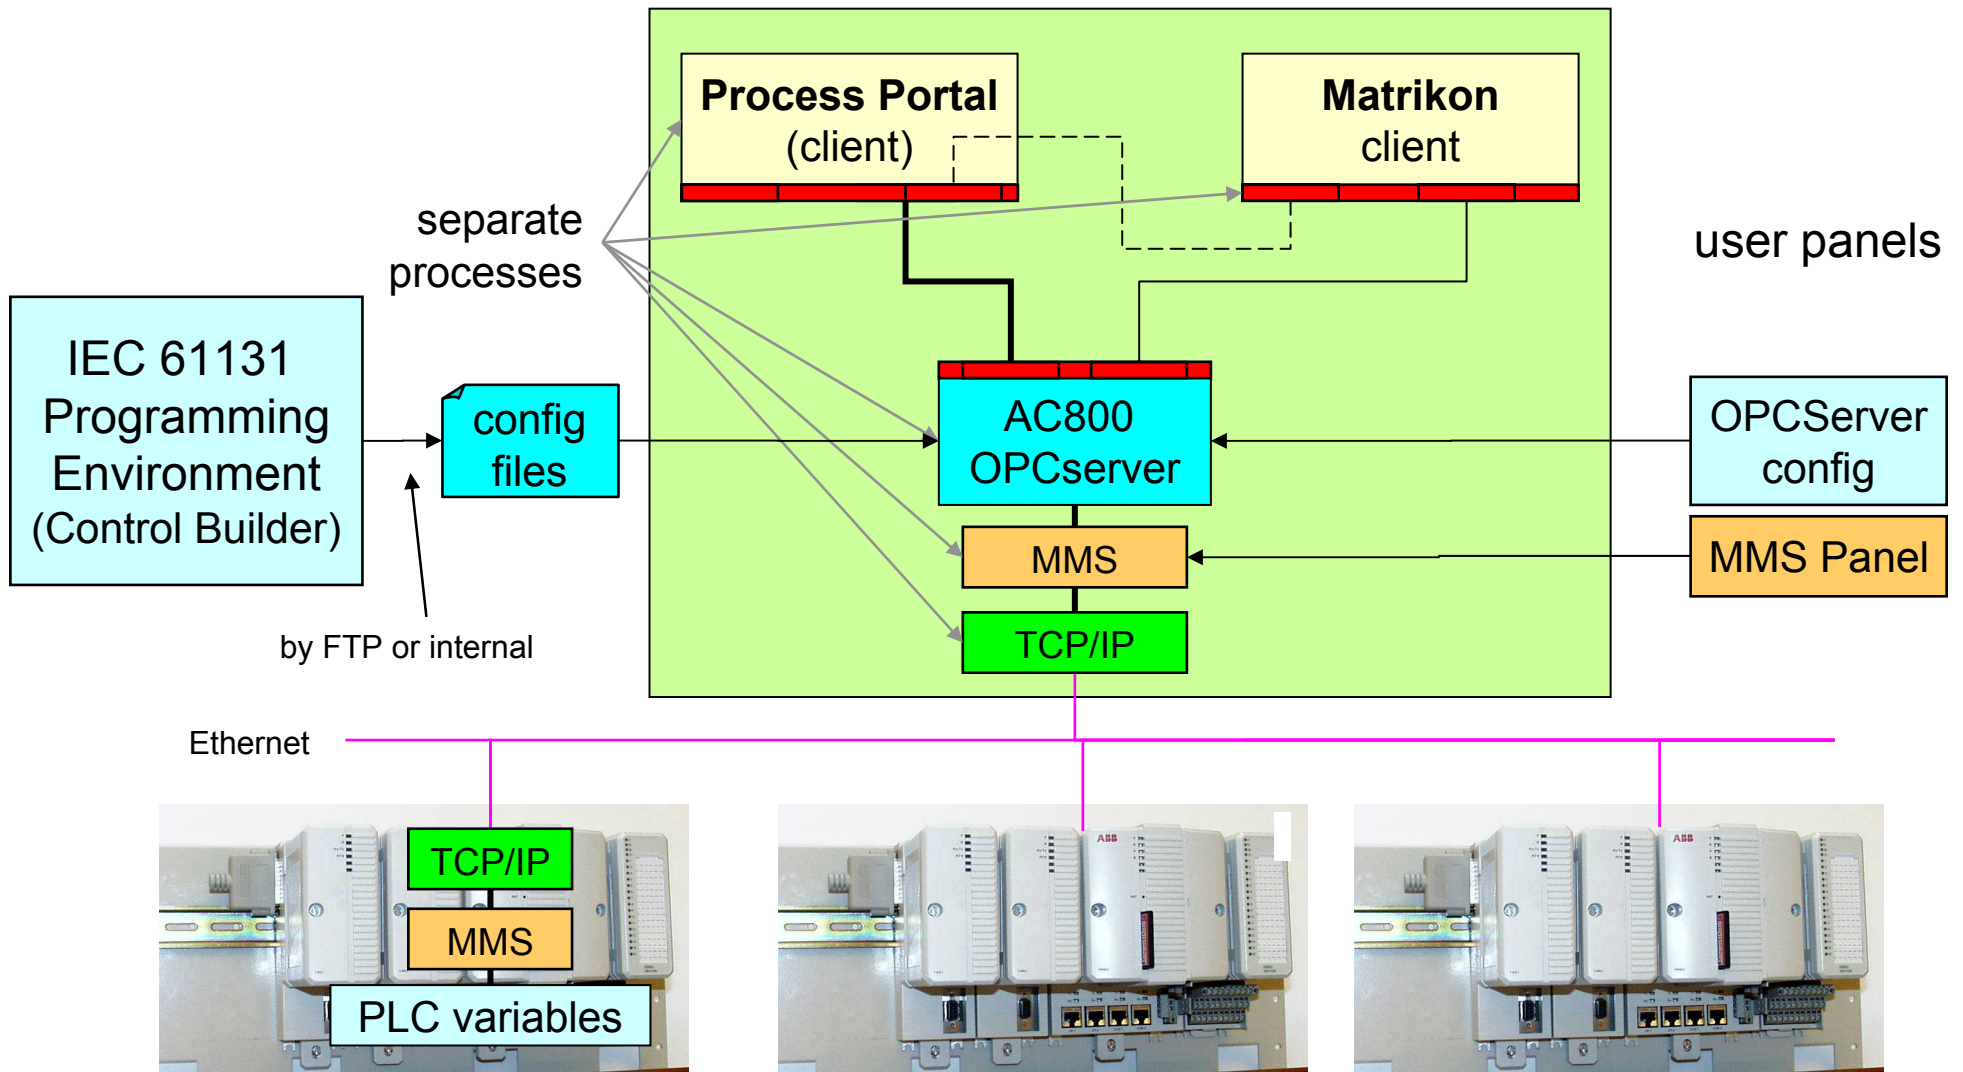 Process Portal
(client)
Matrikon
client
separate
processes
user panels
IEC 61131
Programming
Environment
(Control Builder)
config
files
AC800
OPCserver
OPCServer
config
MMS
MMS Panel
by FTP or internal
TCP/IP
Ethernet
TCP/IP
MMS
PLC variables
ABB
ABB